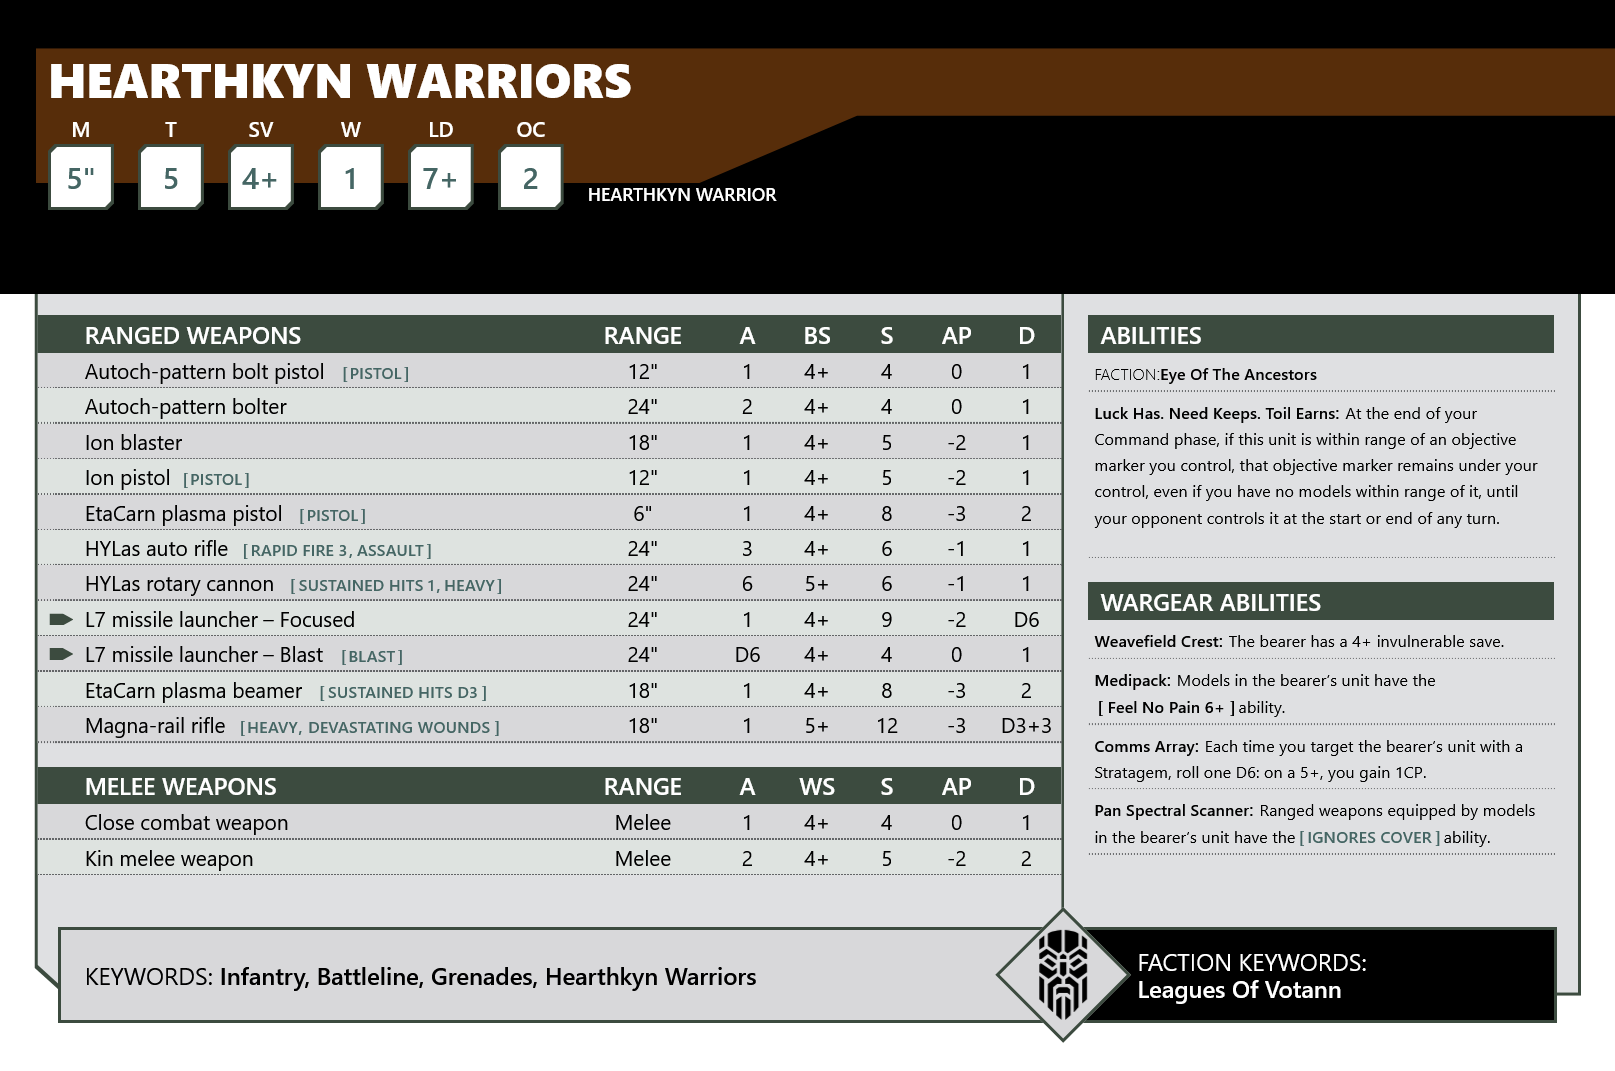 HEARTHKYN WARRIORS
M T SV W LD OC
5" 5 4+ 1 7+ 2
HEARTHKYN WARRIOR
RANGED WEAPONS RANGE A BS S AP D
Autoch-pattern bolt pistol [PISTOL] 12" 1 4+ 4 0 1
Autoch-pattern bolter 24" 2 4+ 4 0 1
Ion blaster 18" 1 4+ 5 -2 1
Ion pistol [PISTOL] 12" 1 4+ 5 -2 1
EtaCarn plasma pistol [PISTOL] 6" 1 4+ 8 -3 2
HYLas auto rifle [RAPID FIRE 3, ASSAULT] 24" 3 4+ 6 -1 1
HYLas rotary cannon [SUSTAINED HITS 1, HEAVY] 24" 6 5+ 6 -1 1
L7 missile launcher – Focused 24" 1 4+ 9 -2 D6
L7 missile launcher – Blast [BLAST] 24" D6 4+ 4 0 1
EtaCarn plasma beamer [SUSTAINED HITS D3] 18" 1 4+ 8 -3 2
Magna-rail rifle [HEAVY, DEVASTATING WOUNDS] 18" 1 5+ 12 -3 D3+3
MELEE WEAPONS RANGE A WS S AP D
Close combat weapon Melee 1 4+ 4 0 1
Kin melee weapon Melee 2 4+ 5 -2 2
ABILITIES
FACTION:Eye Of The Ancestors
Luck Has. Need Keeps. Toil Earns: At the end of your
Command phase, if this unit is within range of an objective
marker you control, that objective marker remains under your
control, even if you have no models within range of it, until
your opponent controls it at the start or end of any turn.
WARGEAR ABILITIES
Weavefield Crest: The bearer has a 4+ invulnerable save.
Medipack: Models in the bearer’s unit have the
[ Feel No Pain 6+ ] ability.
Comms Array: Each time you target the bearer’s unit with a
Stratagem, roll one D6: on a 5+, you gain 1CP.
Pan Spectral Scanner: Ranged weapons equipped by models
in the bearer’s unit have the [ IGNORES COVER ] ability.
KEYWORDS: Infantry, Battleline, Grenades, Hearthkyn Warriors
FACTION KEYWORDS:
Leagues Of Votann